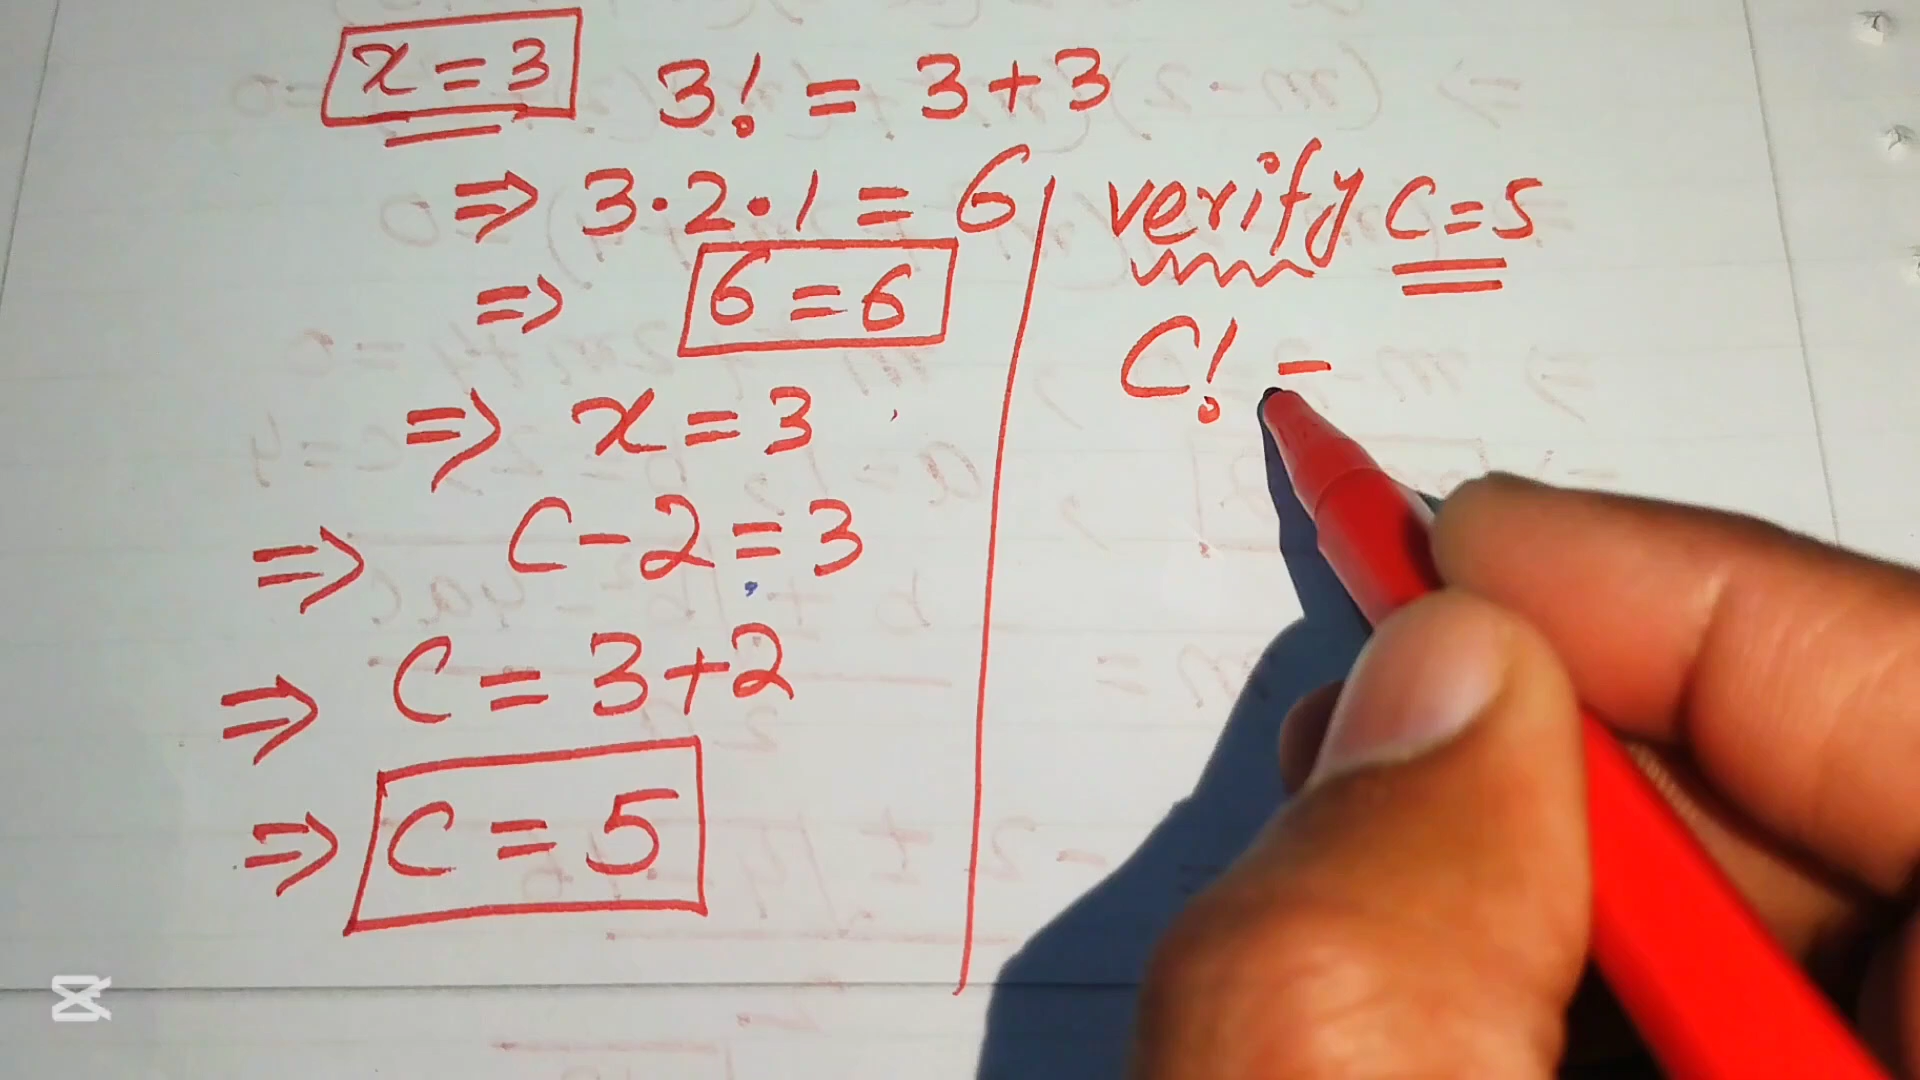 x = 3 3! = 3 + 3
⇒ 3·2·1 = 6
⇒ 6 = 6
⇒ x = 3
⇒ C - 2 = 3
⇒ C = 3 + 2
⇒ C = 5
verify C = 5
C! -